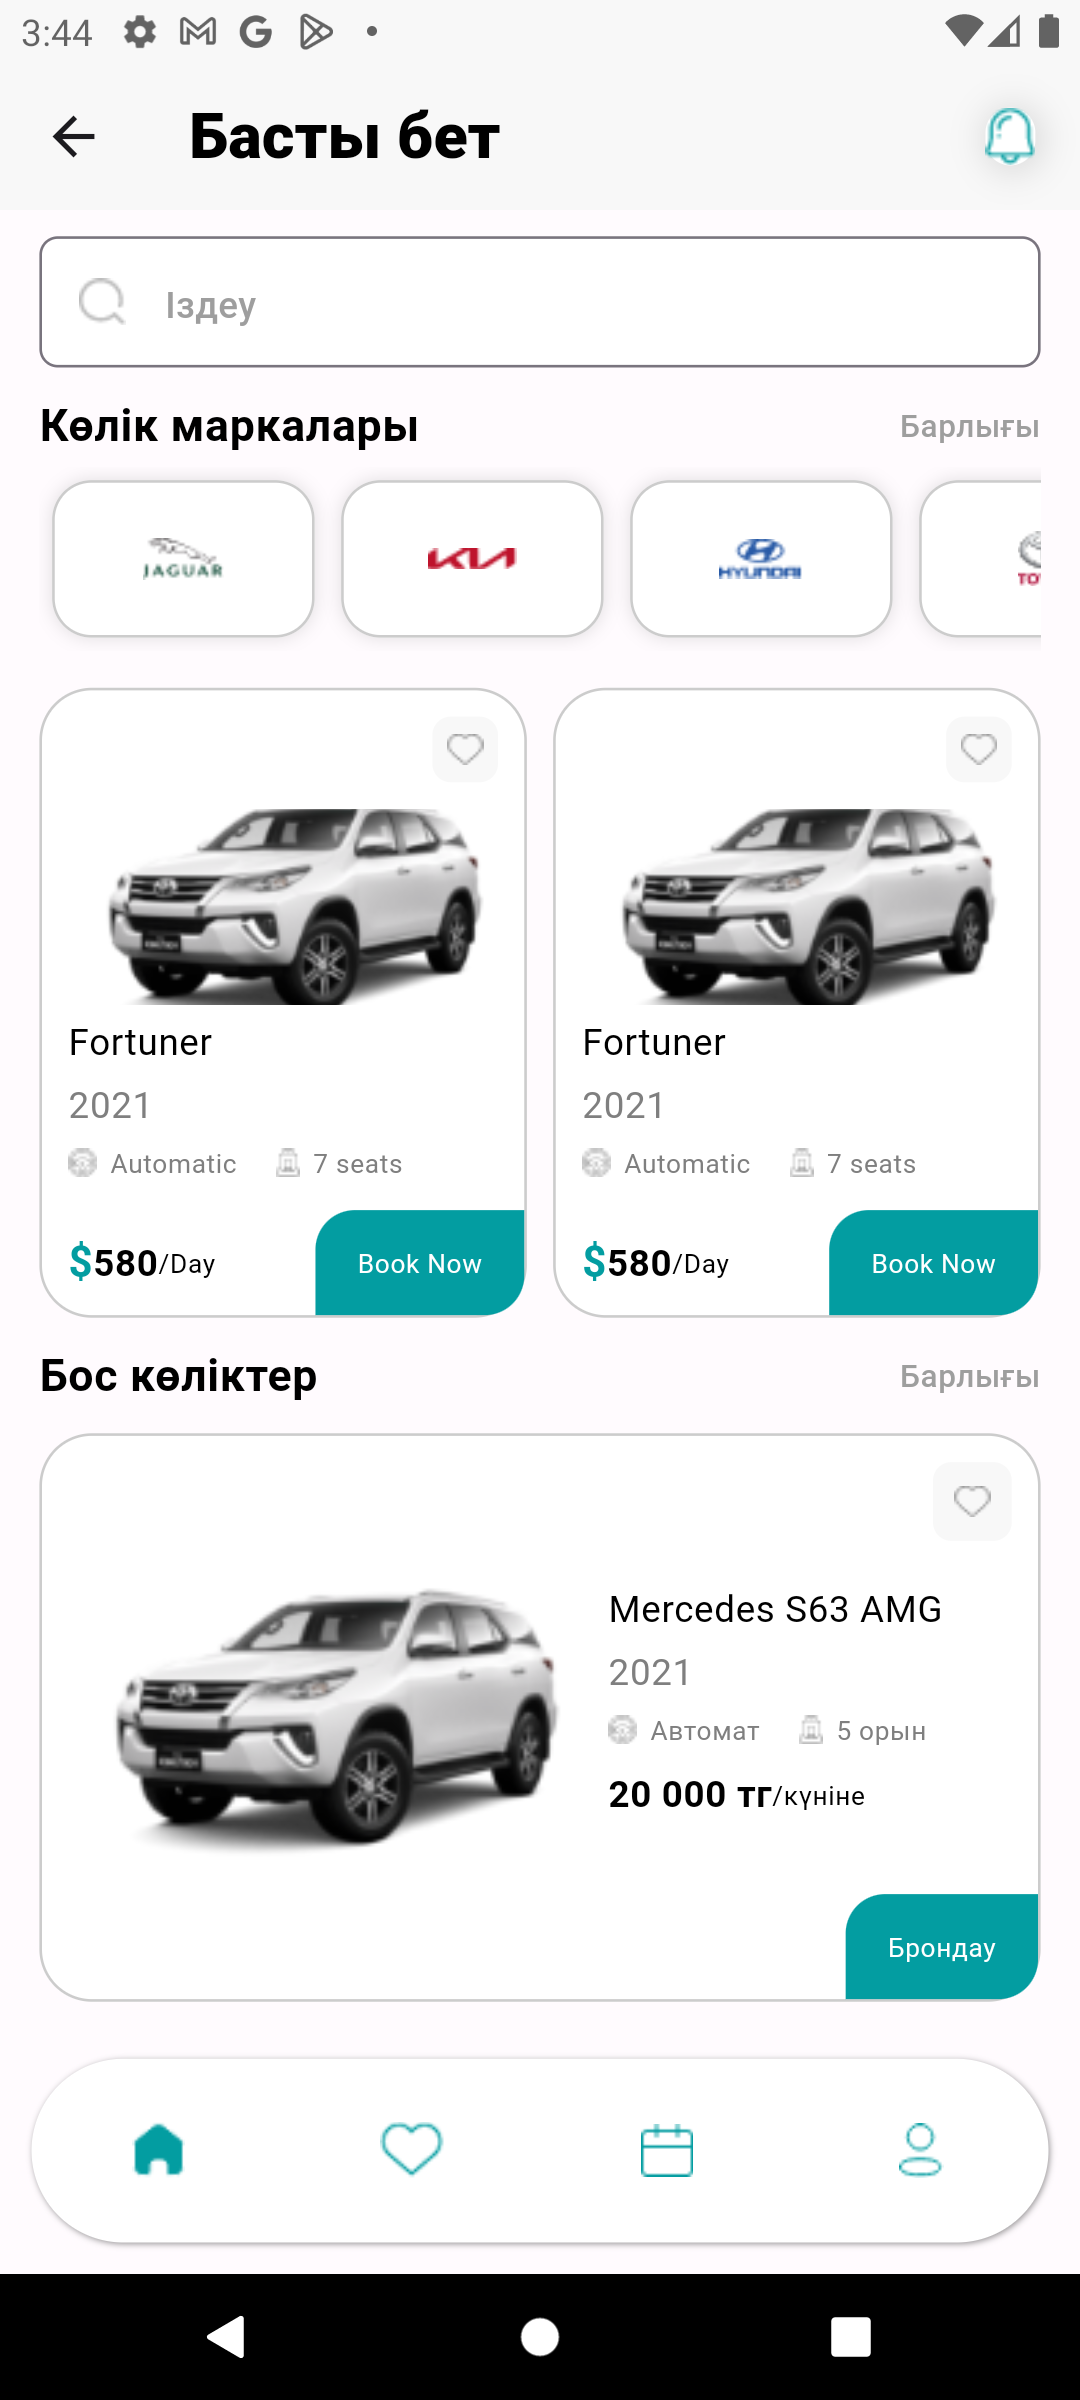 3:44
Басты бет
Іздеу
Көлік маркалары Барлығы
JAGUAR KIA HYUNDAI
Fortuner
2021
Automatic 7 seats
$580/Day Book Now
Fortuner
2021
Automatic 7 seats
$580/Day Book Now
Бос көліктер Барлығы
Mercedes S63 AMG
2021
Автомат 5 орын
20 000 тг/күніне
Брондау